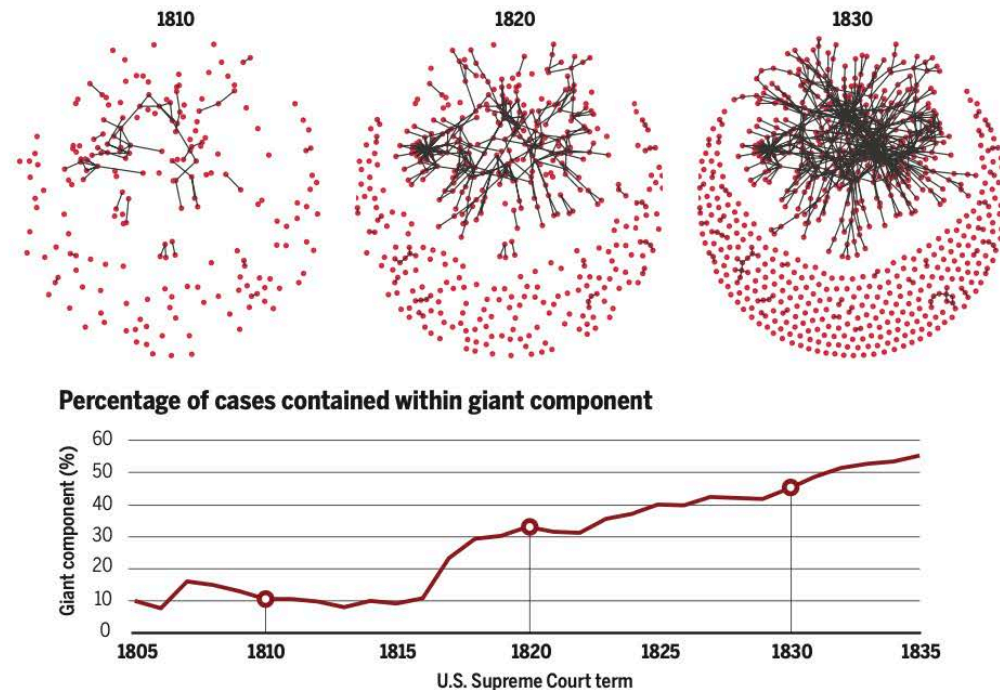 1810 1820 1830
Percentage of cases contained within giant component
Giant component (%)
60
50
40
30
20
10
0
1805 1810 1815 1820 1825 1830 1835
U.S. Supreme Court term